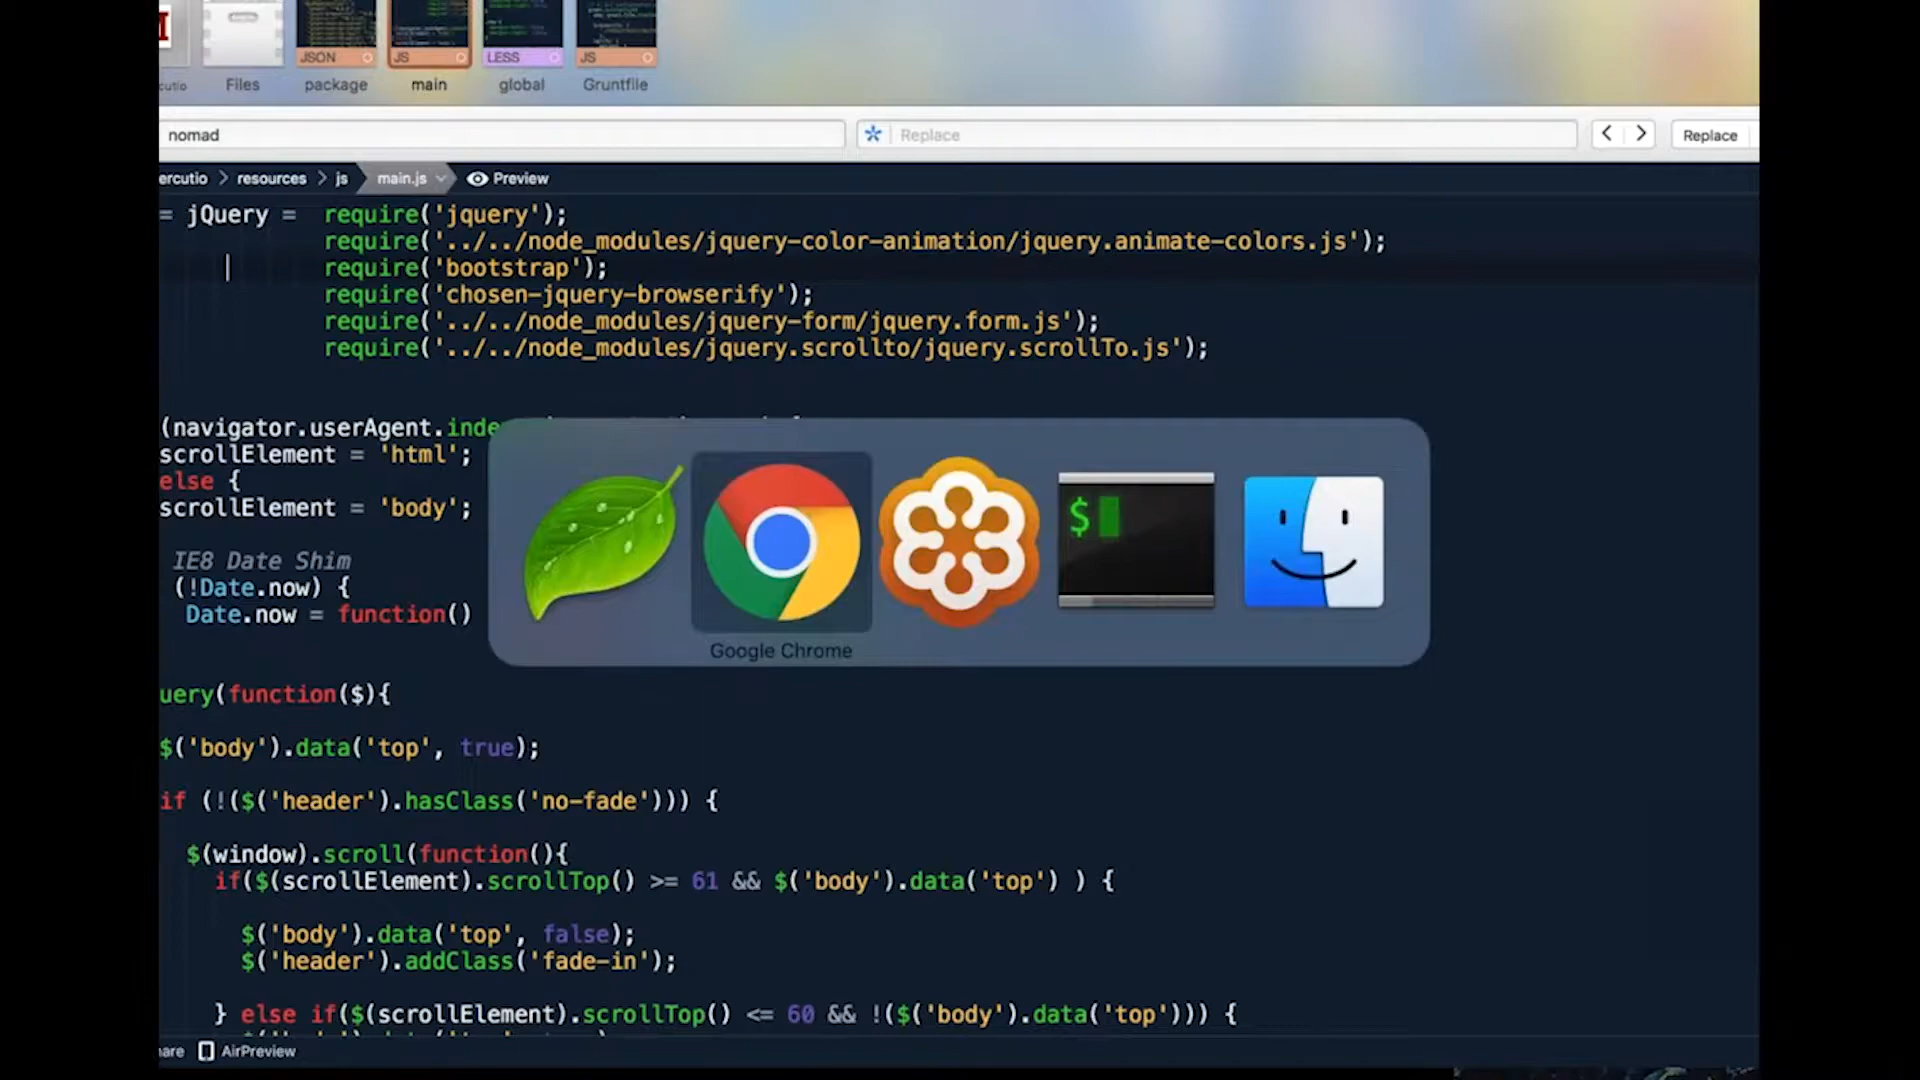 JSON
JS
LESS
JS
cutio
Files
package
main
global
Gruntfile
nomad
Replace
Replace
ercutio
resources
js
main.js
Preview
= jQuery = require('jquery');
require('../../node_modules/jquery-color-animation/jquery.animate-colors.js');
require('bootstrap');
require('chosen-jquery-browserify');
require('../../node_modules/jquery-form/jquery.form.js');
require('../../node_modules/jquery.scrollto/jquery.scrollTo.js');
(navigator.userAgent.inde
scrollElement = 'html';
else {
scrollElement = 'body';
IE8 Date Shim
(!Date.now) {
Date.now = function()
$
Google Chrome
uery(function($){
$('body').data('top', true);
if (!($('header').hasClass('no-fade'))) {
$(window).scroll(function(){
if($(scrollElement).scrollTop() >= 61 && $('body').data('top') ) {
$('body').data('top', false);
$('header').addClass('fade-in');
} else if($(scrollElement).scrollTop() <= 60 && !($('body').data('top'))) {
hare
AirPreview